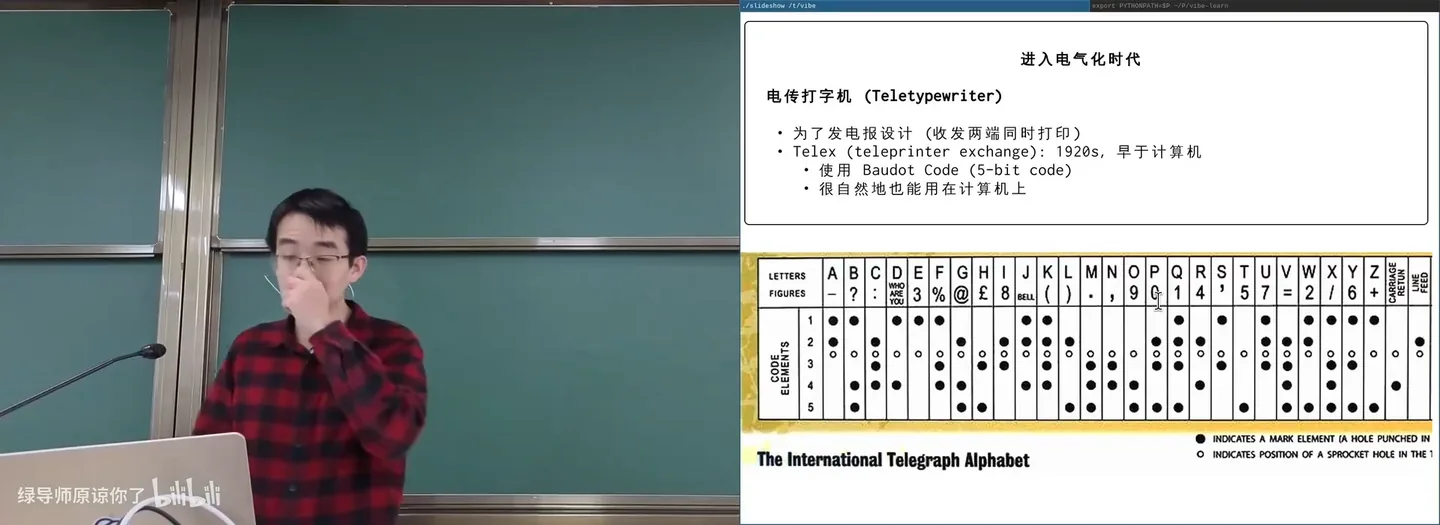 ./slideshow /t/vibe
export PYTHONPATH=$P ~/P/vibe-learn
进入电气化时代
电传打字机 (Teletypewriter)
• 为了发电报设计 (收发两端同时打印)
• Telex (teleprinter exchange): 1920s, 早于计算机
• 使用 Baudot Code (5-bit code)
• 很自然地也能用在计算机上
LETTERS A B C D E F G H I J K L M N O P Q R S T U V W X Y Z CARRIAGE RETUN LINE FEED
FIGURES – ? : WHO ARE YOU 3 % @ £ 8 BELL ( ) . , 9 0 1 4 ' 5 7 = 2 / 6 +
CODE ELEMENTS
1
2
3
4
5
INDICATES A MARK ELEMENT (A HOLE PUNCHED IN
INDICATES POSITION OF A SPROCKET HOLE IN THE
The International Telegraph Alphabet
绿导师原谅你了 bilibili